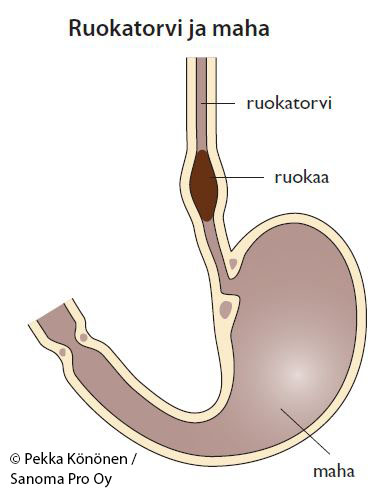 Ruokatorvi ja maha
ruokatorvi
ruokaa
maha
© Pekka Könönen /
Sanoma Pro Oy